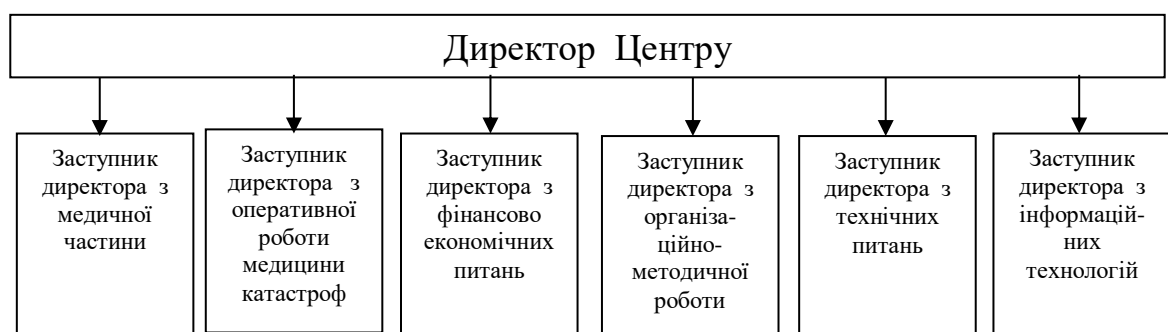 Директор Центру
Заступник
директора з
медичної
частини
Заступник
директора з
оперативної
роботи
медицини
катастроф
Заступник
директора з
фінансово
економічних
питань
Заступник
директора з
організа-
ційно-
методичної
роботи
Заступник
директора з
технічних
питань
Заступник
директора з
інформацій-
них
технологій